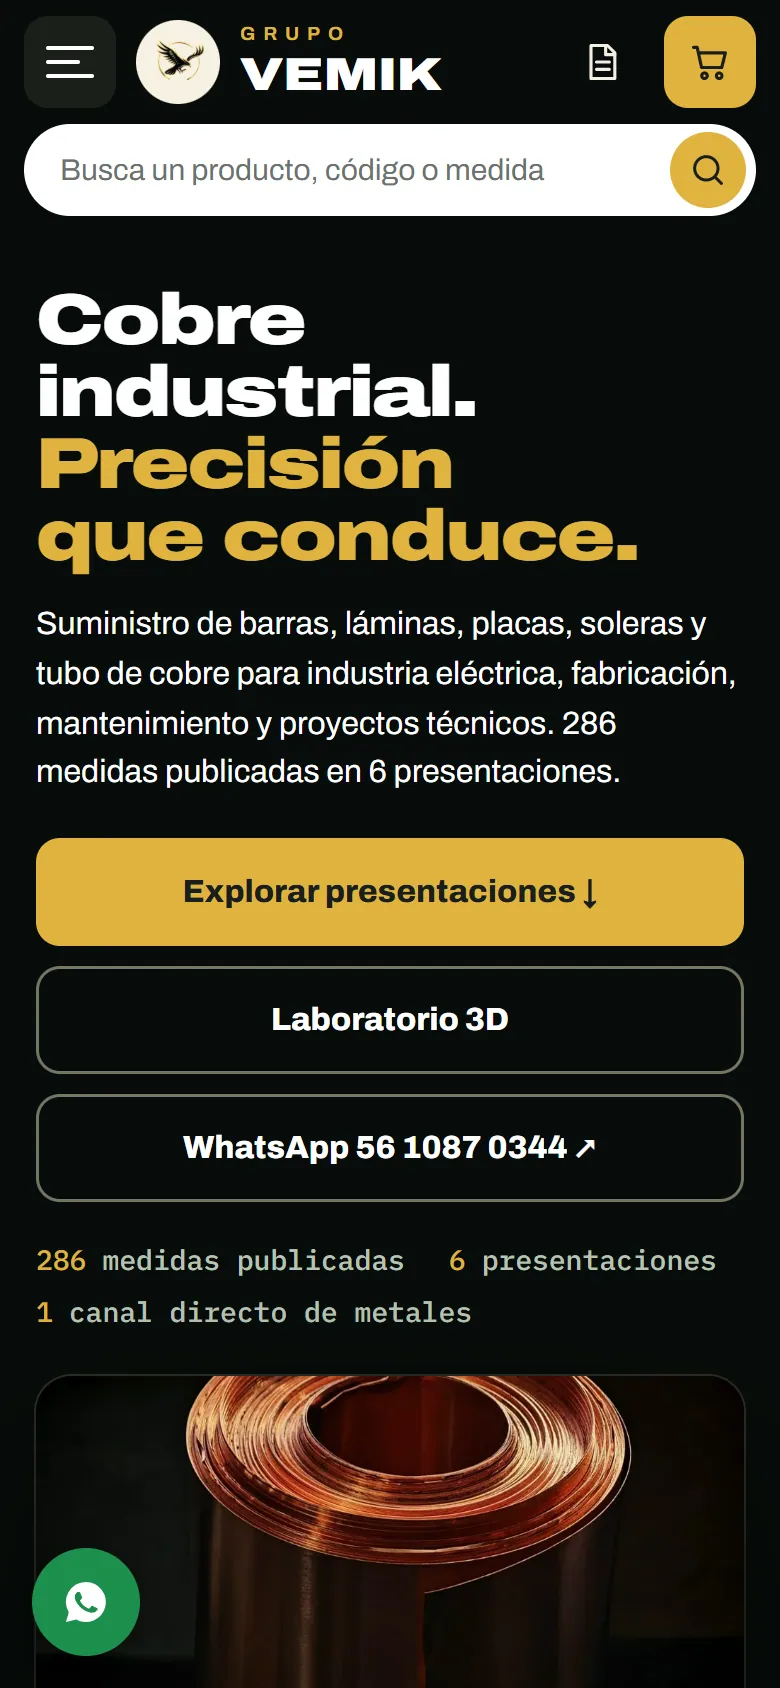 GRUPO
VEMIK
Busca un producto, código o medida
Cobre
industrial.
Precisión
que conduce.
Suministro de barras, láminas, placas, soleras y
tubo de cobre para industria eléctrica, fabricación,
mantenimiento y proyectos técnicos. 286
medidas publicadas en 6 presentaciones.
Explorar presentaciones ↓
Laboratorio 3D
WhatsApp 56 1087 0344 ↗
286 medidas publicadas 6 presentaciones
1 canal directo de metales